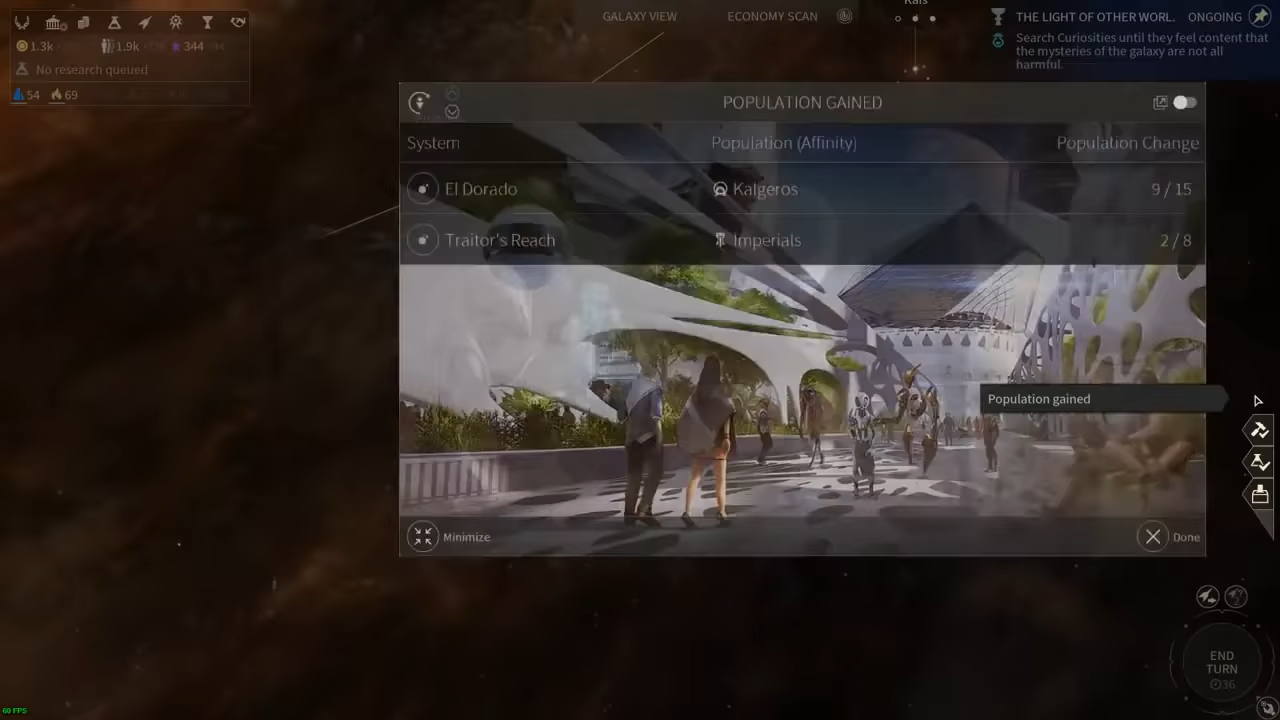 GALAXY VIEW
ECONOMY SCAN
THE LIGHT OF OTHER WORL.
ONGOING
Search Curiosities until they feel content that
the mysteries of the galaxy are not all
harmful.
1.3k
1.9k
344
No research queued
54
69
POPULATION GAINED
System
Population (Affinity)
Population Change
El Dorado
Kalgeros
9 / 15
Traitor's Reach
Imperials
2 / 8
Population gained
Minimize
Done
END
TURN
36
60 FPS